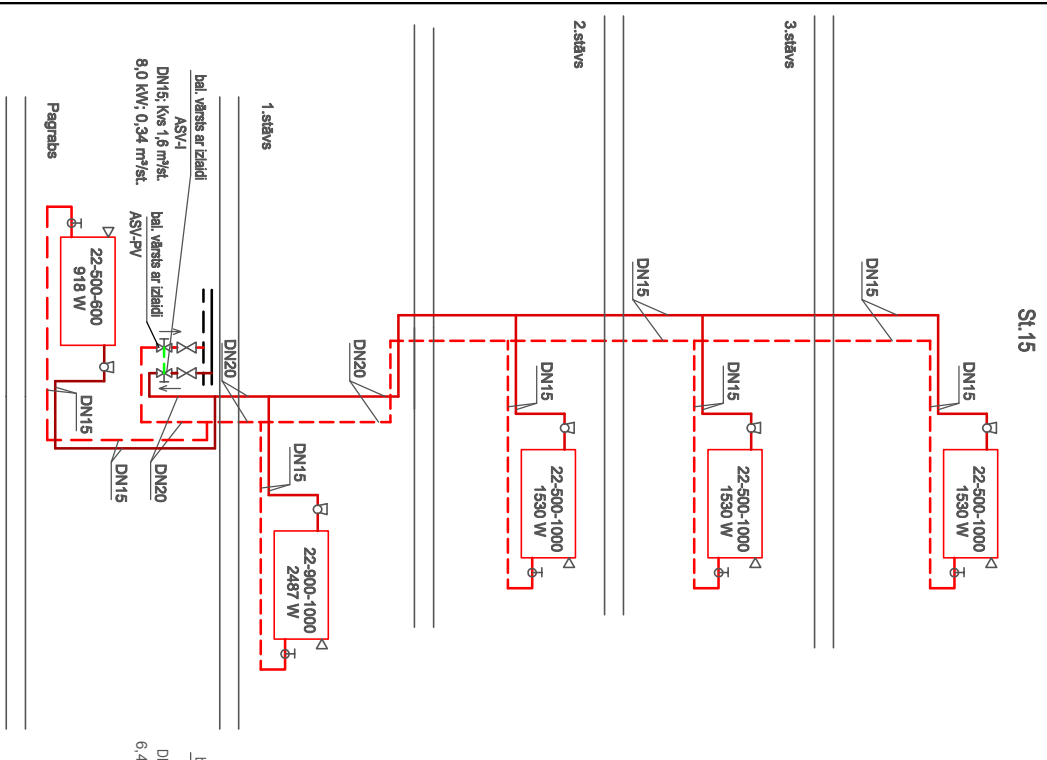 St.15
3.stāvs
DN15
DN15
22-500-1000
1530 W
2.stāvs
DN15
DN15
22-500-1000
1530 W
DN15
22-500-1000
1530 W
1.stāvs
DN20
DN20
DN15
22-900-1000
2487 W
bal. vārsts ar izlaidi
ASV-I
DN15; Kvs 1,6 m³/st.
8,0 kW; 0,34 m³/st.
bal. vārsts ar izlaidi
ASV-PV
Pagrabs
22-500-600
918 W
DN15
DN15
DN20
6,4